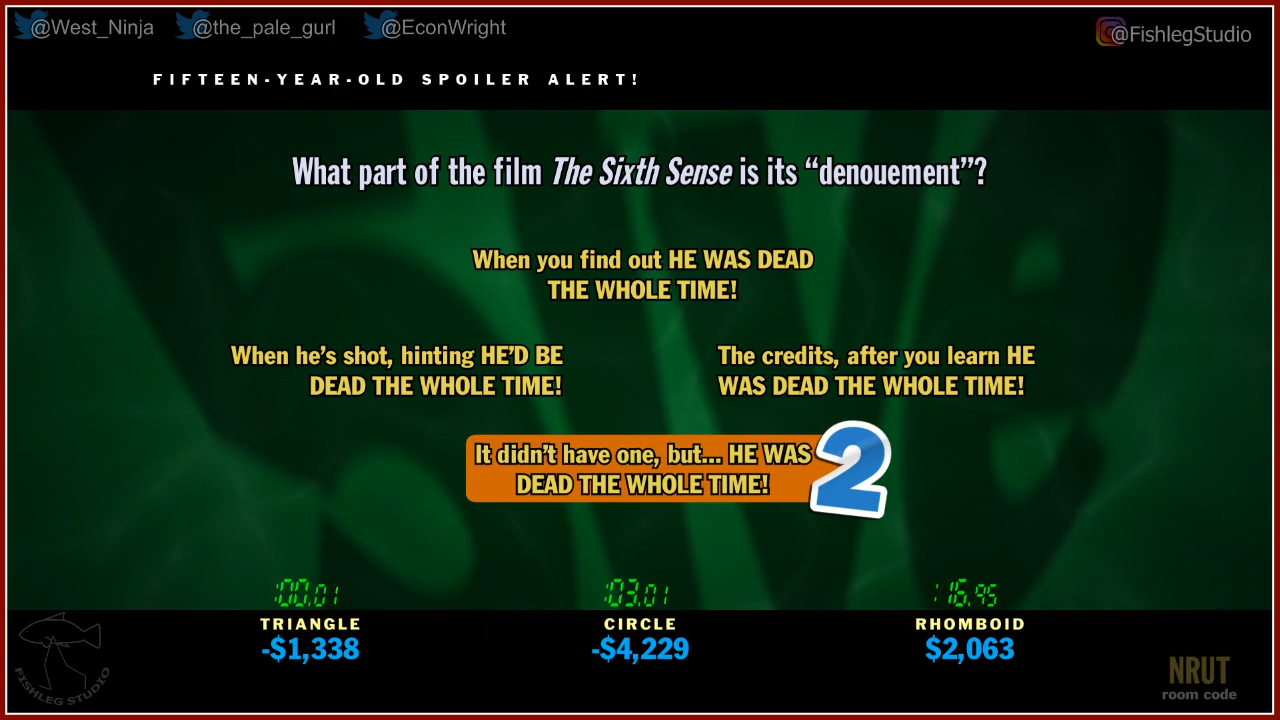 @West_Ninja @the_pale_gurl @EconWright
@FishlegStudio
FIFTEEN-YEAR-OLD SPOILER ALERT!
What part of the film The Sixth Sense is its “denouement”?
When you find out HE WAS DEAD
THE WHOLE TIME!
When he’s shot, hinting HE’D BE
DEAD THE WHOLE TIME!
The credits, after you learn HE
WAS DEAD THE WHOLE TIME!
It didn’t have one, but... HE WAS
DEAD THE WHOLE TIME!
2
:00.01 :03.01 :16.95
TRIANGLE CIRCLE RHOMBOID
-$1,338 -$4,229 $2,063
FISHLEG STUDIO
NRUT
room code